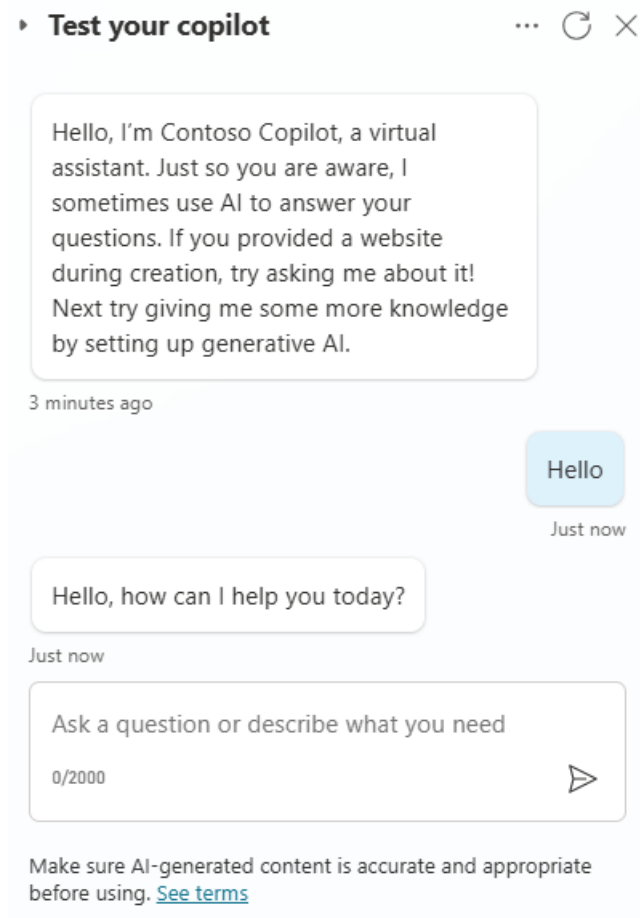 Test your copilot
Hello, I'm Contoso Copilot, a virtual
assistant. Just so you are aware, I
sometimes use AI to answer your
questions. If you provided a website
during creation, try asking me about it!
Next try giving me some more knowledge
by setting up generative AI.
3 minutes ago
Hello
Just now
Hello, how can I help you today?
Just now
Ask a question or describe what you need
0/2000
Make sure AI-generated content is accurate and appropriate
before using. See terms